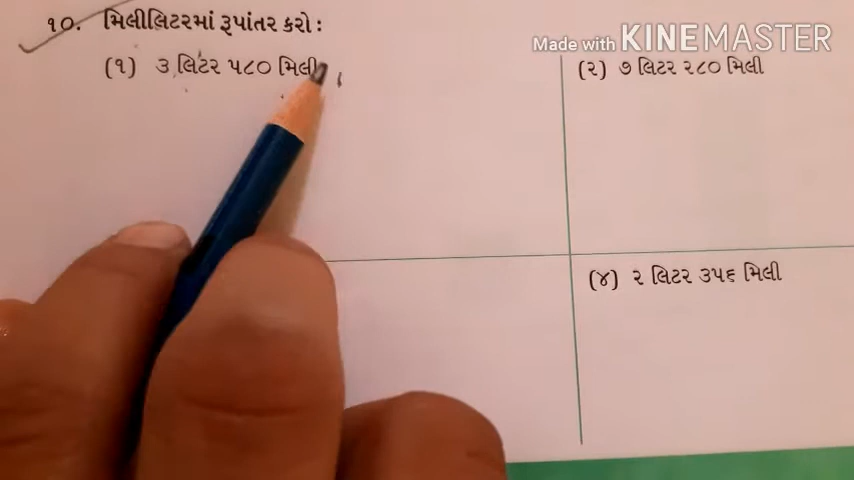 Made with KINEMASTER
૧૦. મિલીલિટરમાં રૂપાંતર કરો :
(૧) ૩ લિટર ૫૮૦ મિલી
(૨) ૭ લિટર ૨૮૦ મિલી
(૪) ૨ લિટર ૩૫૬ મિલી